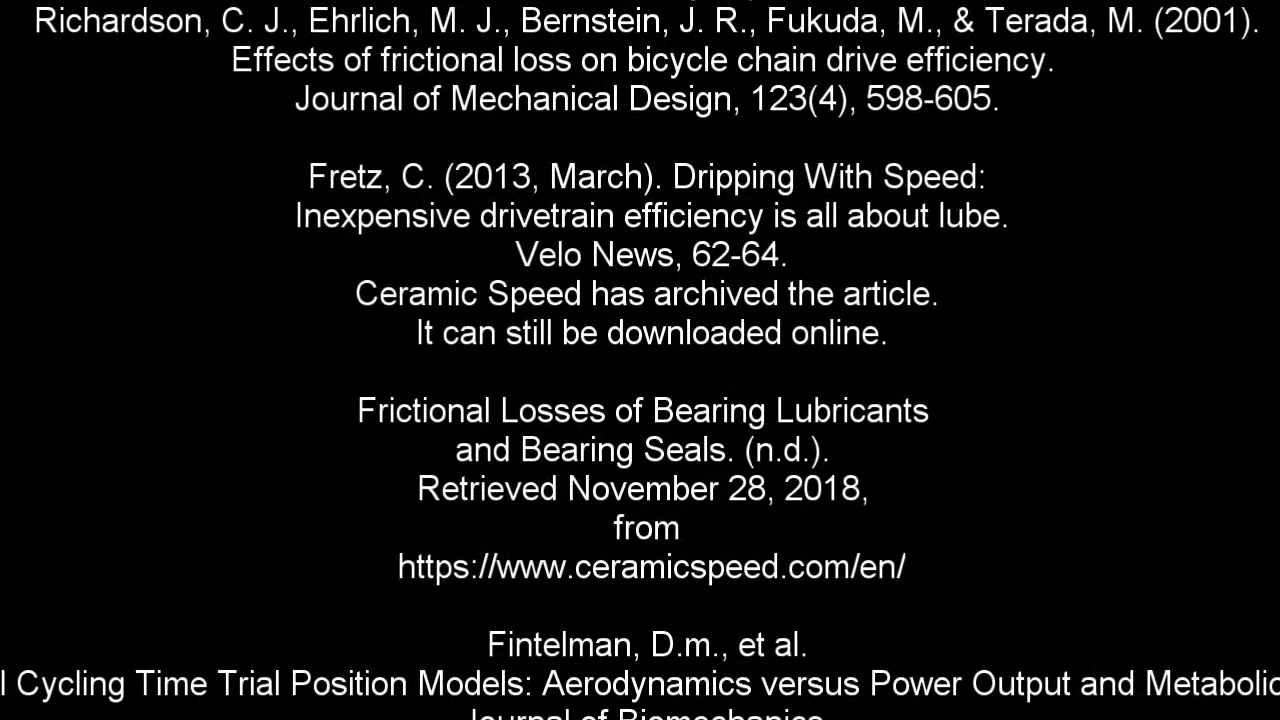 Richardson, C. J., Ehrlich, M. J., Bernstein, J. R., Fukuda, M., & Terada, M. (2001).
Effects of frictional loss on bicycle chain drive efficiency.
Journal of Mechanical Design, 123(4), 598-605.
Fretz, C. (2013, March). Dripping With Speed:
Inexpensive drivetrain efficiency is all about lube.
Velo News, 62-64.
Ceramic Speed has archived the article.
It can still be downloaded online.
Frictional Losses of Bearing Lubricants
and Bearing Seals. (n.d.).
Retrieved November 28, 2018,
from
https://www.ceramicspeed.com/en/
Fintelman, D.m., et al.
l Cycling Time Trial Position Models: Aerodynamics versus Power Output and Metabolic
Journal of Biomechanics